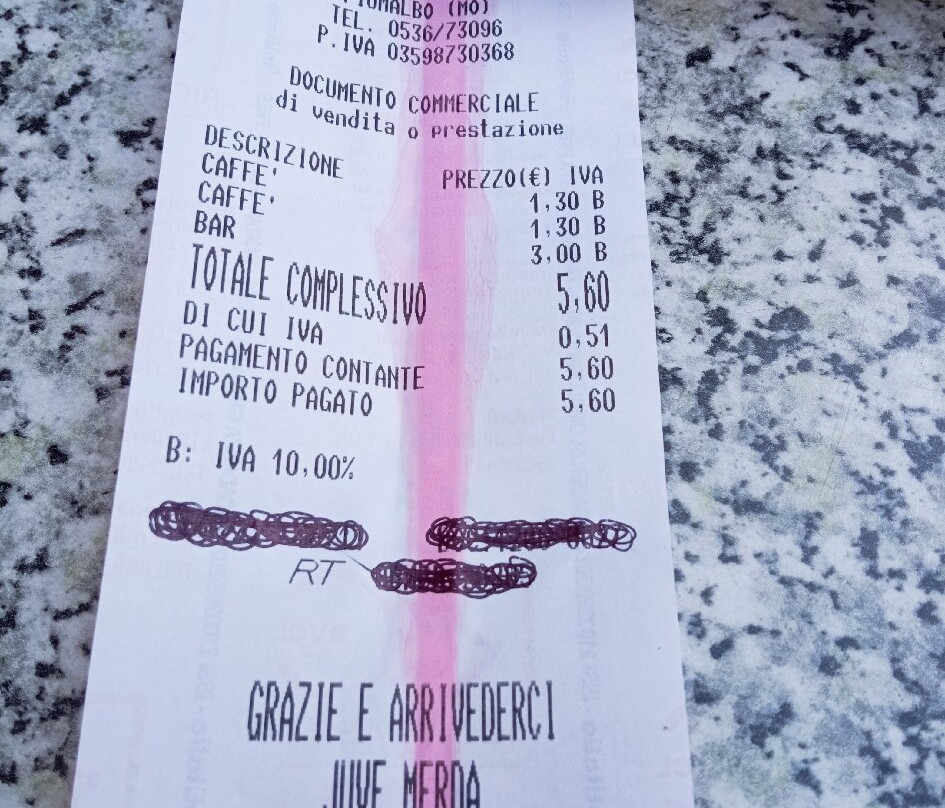 FIUMALBO (MO)
TEL. 0536/73096
P.IVA 03598730368
DOCUMENTO COMMERCIALE
di vendita o prestazione
DESCRIZIONE PREZZO(€) IVA
CAFFE' 1,30 B
CAFFE' 1,30 B
BAR 3,00 B
TOTALE COMPLESSIVO 5,60
DI CUI IVA 0,51
PAGAMENTO CONTANTE 5,60
IMPORTO PAGATO 5,60
B: IVA 10,00%
RT
GRAZIE E ARRIVEDERCI
JUVE MERDA